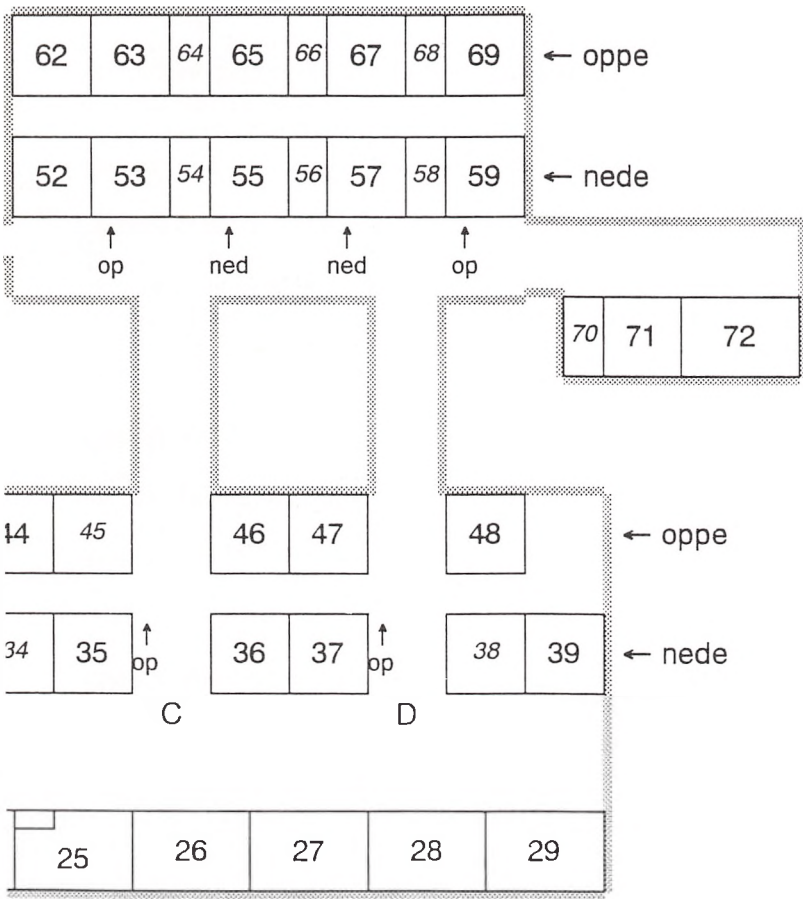 62 63 64 65 66 67 68 69 ← oppe
52 53 54 55 56 57 58 59 ← nede
↑ ↑ ↑ ↑
op ned ned op
70 71 72
44 45 46 47 48 ← oppe
34 35 ↑ op 36 37 ↑ op 38 39 ← nede
C D
25 26 27 28 29